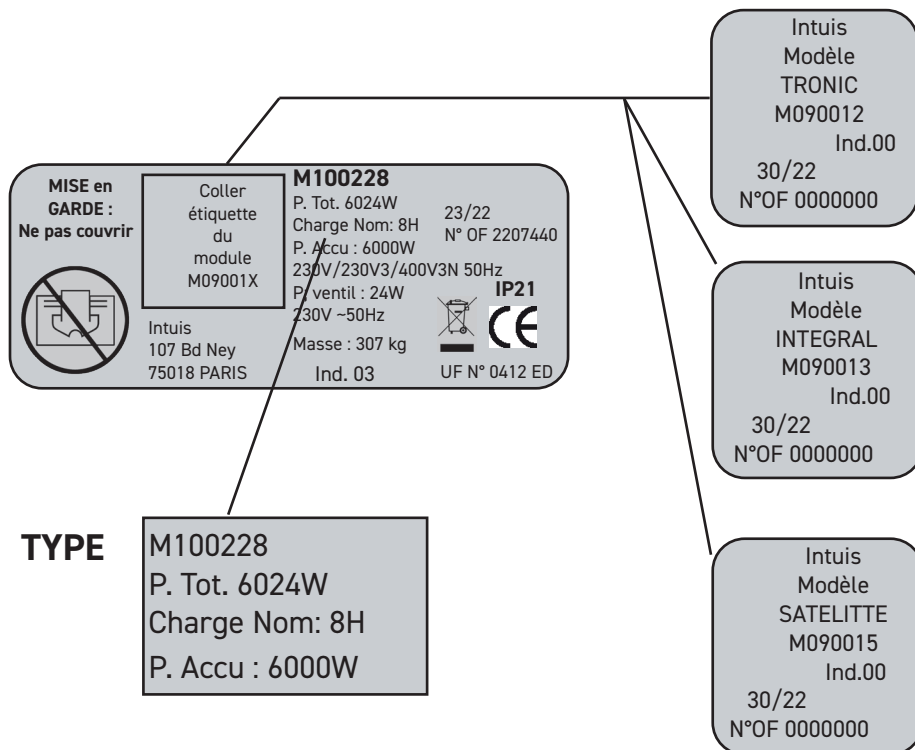 MISE en
GARDE :
Ne pas couvrir
Coller
étiquette
du
module
M09001X
Intuis
107 Bd Ney
75018 PARIS
M100228
P. Tot. 6024W
Charge Nom: 8H
P. Accu : 6000W
230V/230V3/400V3N 50Hz
P. ventil : 24W
230V ~50Hz
Masse : 307 kg
Ind. 03
23/22
N° OF 2207440
IP21
CE
UF N° 0412 ED
Intuis
Modèle
TRONIC
M090012
Ind.00
30/22
N°OF 0000000
Intuis
Modèle
INTEGRAL
M090013
Ind.00
30/22
N°OF 0000000
Intuis
Modèle
SATELITTE
M090015
Ind.00
30/22
N°OF 0000000
TYPE
M100228
P. Tot. 6024W
Charge Nom: 8H
P. Accu : 6000W